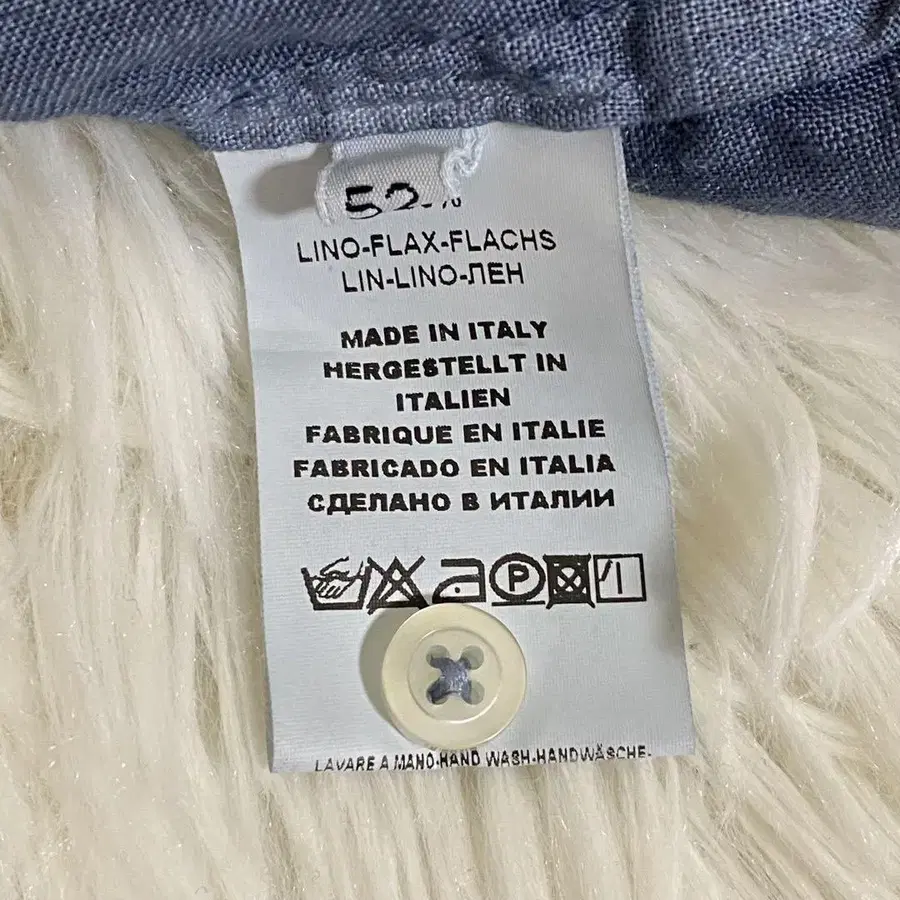 52
%
LINO-FLAX-FLACHS
LIN-LINO-ЛЕН
MADE IN ITALY
HERGESTELLT IN
ITALIEN
FABRIQUE EN ITALIE
FABRICADO EN ITALIA
СДЕЛАНО В ИТАЛИИ
P
LAVARE A MANO-HAND WASH-HANDWÄSCHE-